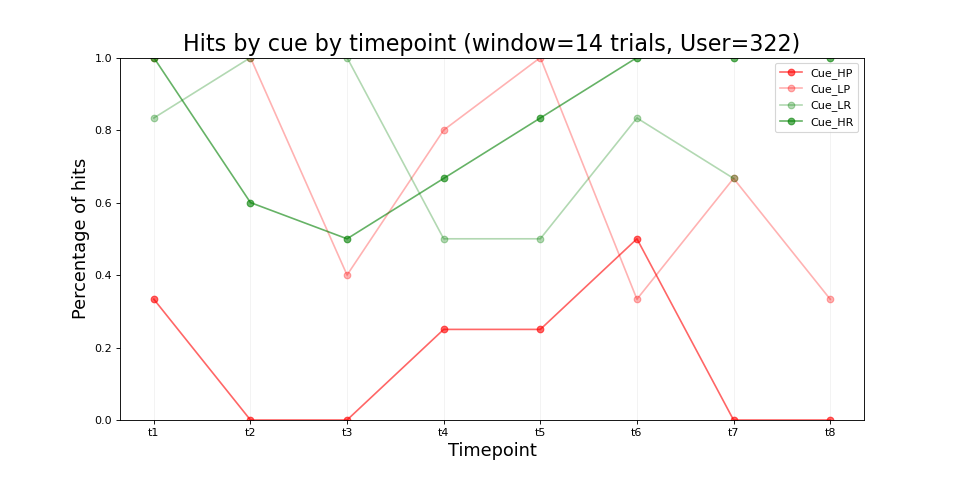 Hits by cue by timepoint (window=14 trials, User=322)
Percentage of hits
1.0
0.8
0.6
0.4
0.2
0.0
t1 t2 t3 t4 t5 t6 t7 t8
Timepoint
Cue_HP
Cue_LP
Cue_LR
Cue_HR